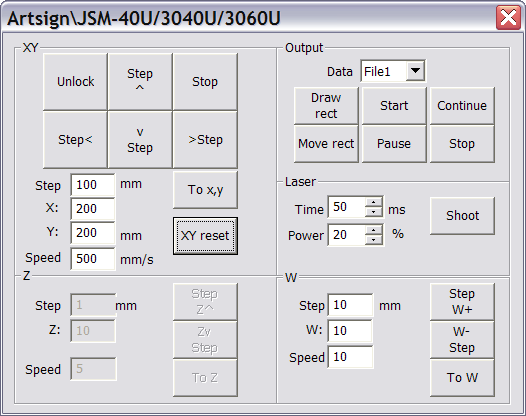 Artsign\JSM-40U/3040U/3060U
XY
Unlock
Step
^
Stop
Step<
v
Step
>Step
Step 100 mm
X: 200
Y: 200 mm
Speed 500 mm/s
To x,y
XY reset
Output
Data File1
Draw
rect
Start
Continue
Move rect
Pause
Stop
Laser
Time 50 ms
Power 20 %
Shoot
Z
Step 1 mm
Z: 10
Speed 5
Step
Z^
Zv
Step
To Z
W
Step 10 mm
W: 10
Speed 10
Step
W+
W-
Step
To W